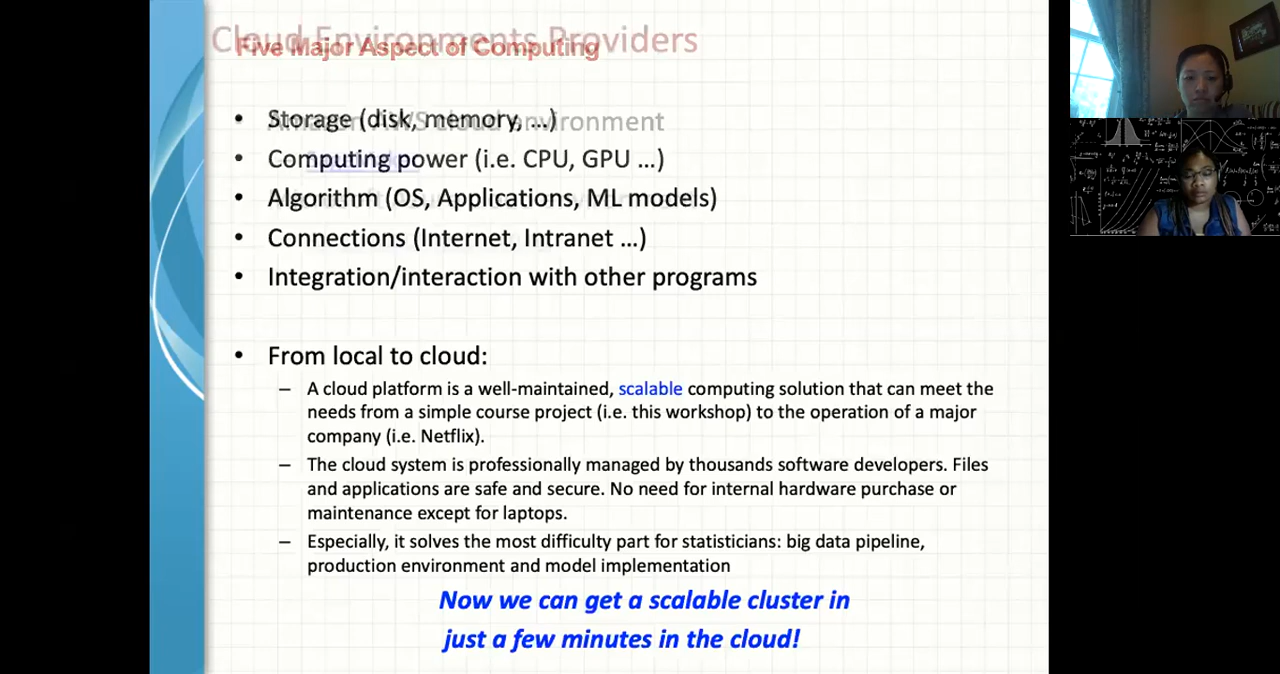 Cloud Environments Providers
Five Major Aspect of Computing
• Storage (disk, memory, ...)
• Computing power (i.e. CPU, GPU ...)
• Algorithm (OS, Applications, ML models)
• Connections (Internet, Intranet ...)
• Integration/interaction with other programs
• From local to cloud:
– A cloud platform is a well-maintained, scalable computing solution that can meet the
needs from a simple course project (i.e. this workshop) to the operation of a major
company (i.e. Netflix).
– The cloud system is professionally managed by thousands software developers. Files
and applications are safe and secure. No need for internal hardware purchase or
maintenance except for laptops.
– Especially, it solves the most difficulty part for statisticians: big data pipeline,
production environment and model implementation
Now we can get a scalable cluster in
just a few minutes in the cloud!